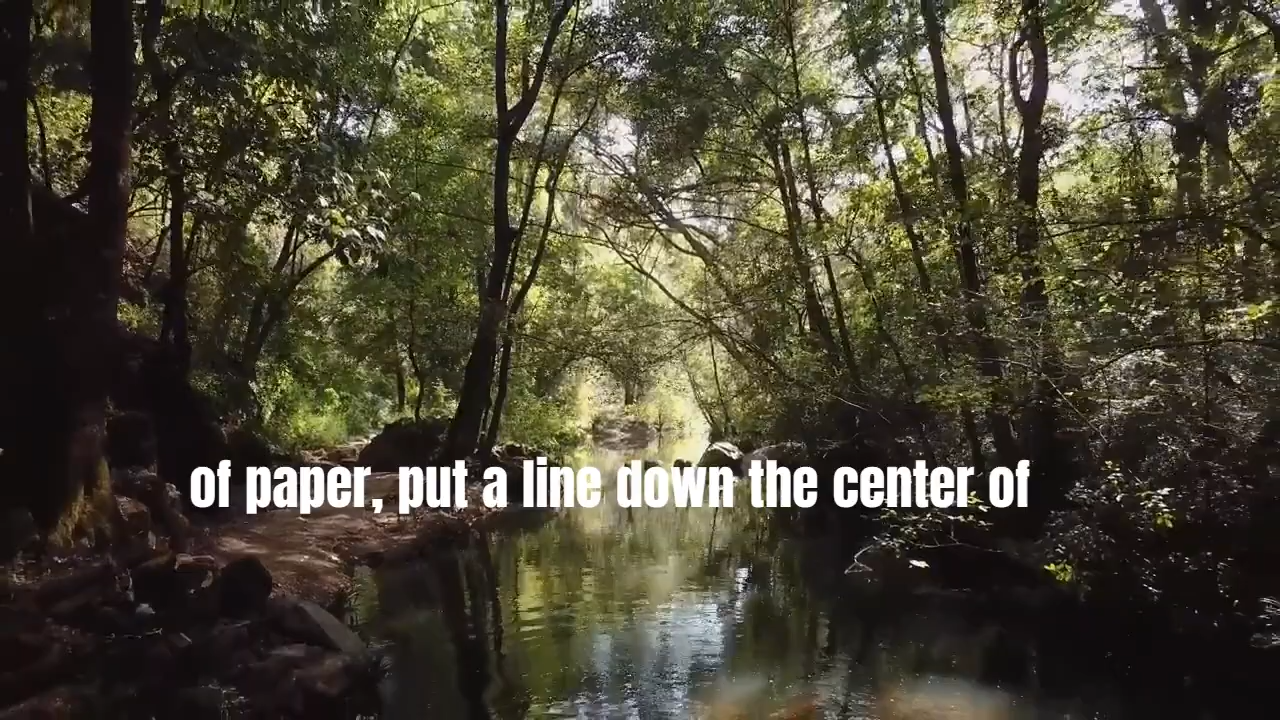 of paper, put a line down the center of